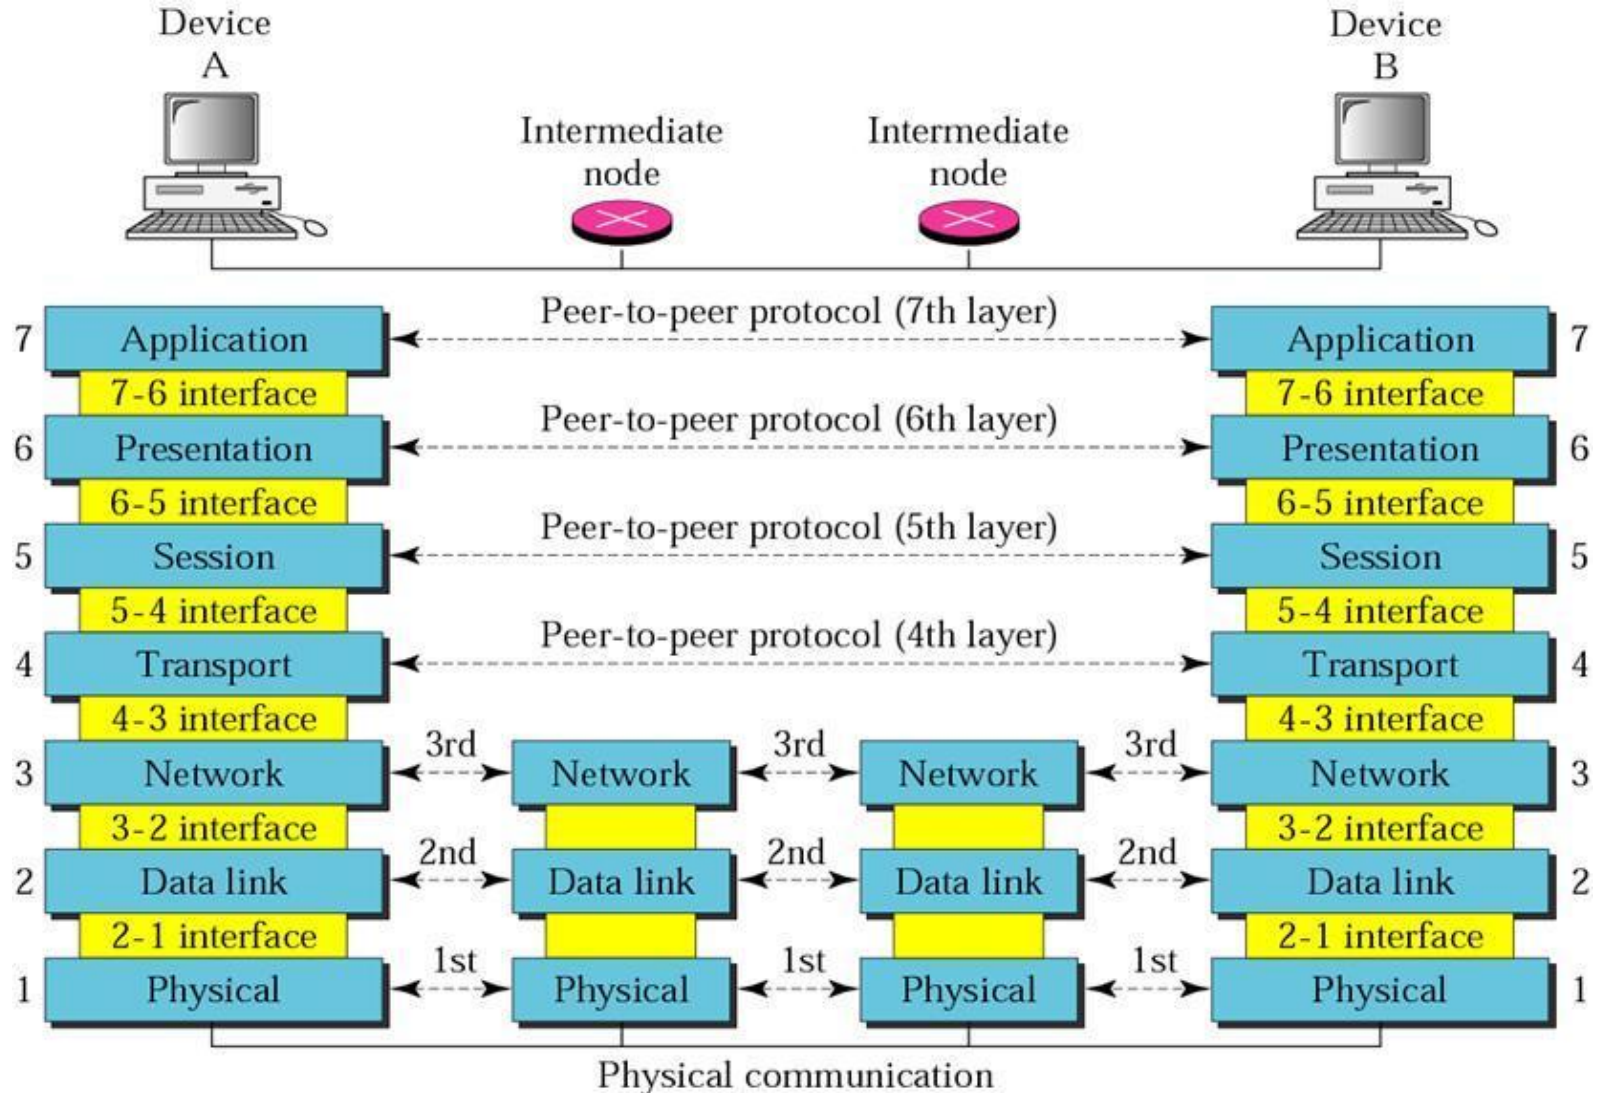 Device
A
Device
B
Intermediate
node
Intermediate
node
Peer-to-peer protocol (7th layer)
7 Application
Application 7
7-6 interface
7-6 interface
Peer-to-peer protocol (6th layer)
6 Presentation
Presentation 6
6-5 interface
6-5 interface
Peer-to-peer protocol (5th layer)
5 Session
Session 5
5-4 interface
5-4 interface
Peer-to-peer protocol (4th layer)
4 Transport
Transport 4
4-3 interface
4-3 interface
3rd 3rd 3rd
3 Network Network Network Network 3
3-2 interface
3-2 interface
2nd 2nd 2nd
2 Data link Data link Data link Data link 2
2-1 interface
2-1 interface
1st 1st 1st
1 Physical Physical Physical Physical 1
Physical communication